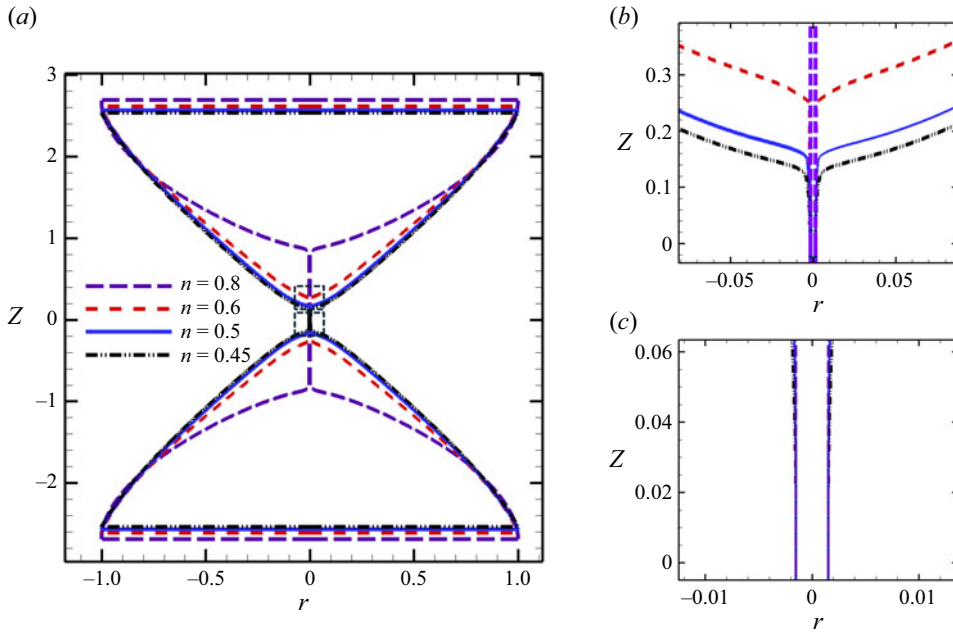 (a)
3
2
1
0
–1
–2
Z
n = 0.8
n = 0.6
n = 0.5
n = 0.45
–1.0 –0.5 0 0.5 1.0
r
(b)
0.3
0.2
0.1
0
Z
–0.05 0 0.05
r
(c)
0.06
0.04
0.02
0
Z
–0.01 0 0.01
r